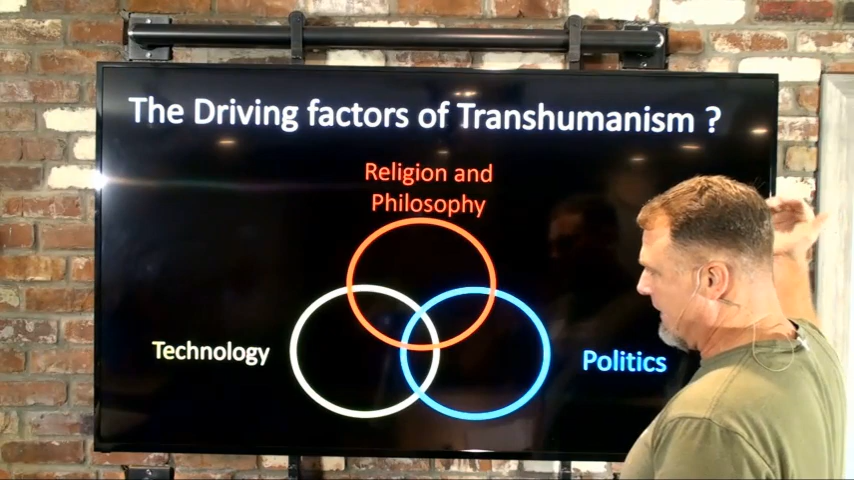 The Driving factors of Transhumanism ?
Religion and
Philosophy
Technology
Politics